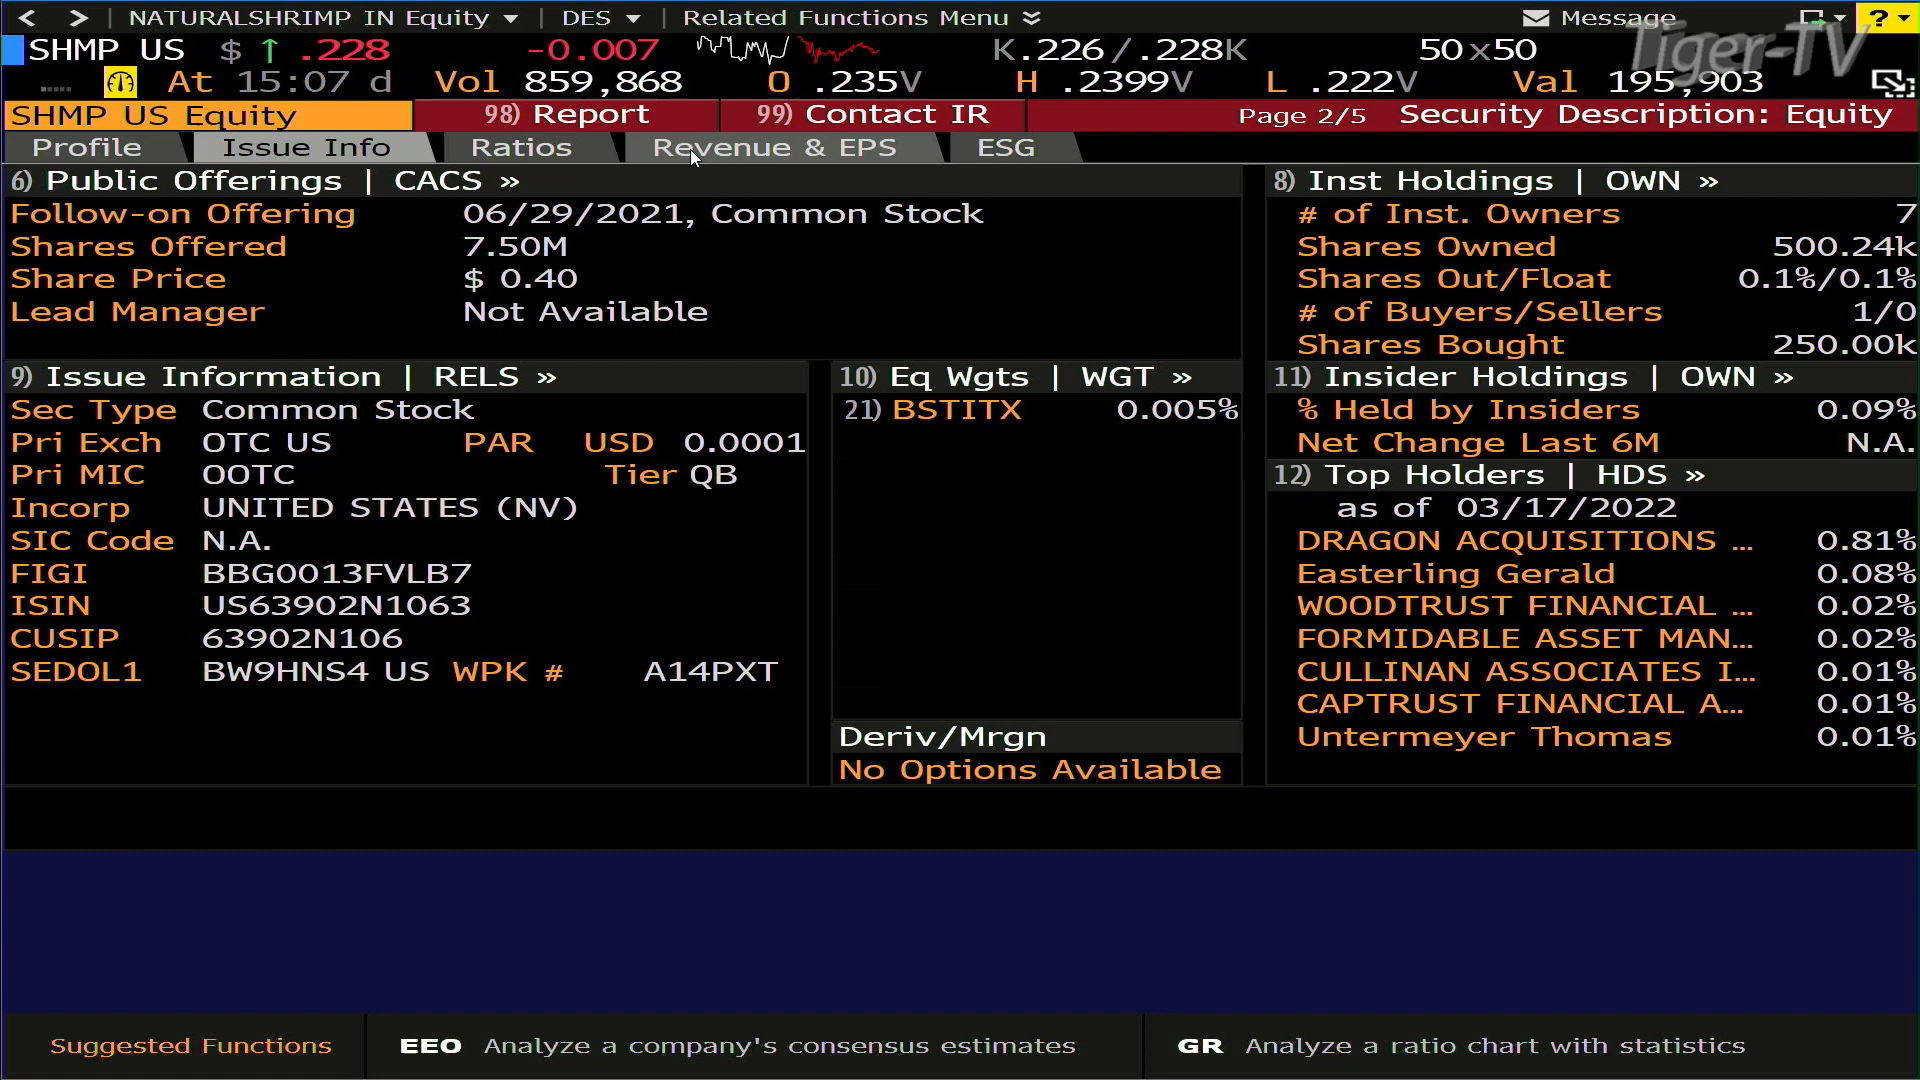 < > NATURALSHRIMP IN Equity DES Related Functions Menu Message ?
SHMP US $ ↑ .228 -0.007 K.226/.228K 50x50 Tiger-TV
At 15:07 d Vol 859,868 O .235V H .2399V L .222V Val 195,903
SHMP US Equity 98) Report 99) Contact IR Page 2/5 Security Description: Equity
Profile Issue Info Ratios Revenue & EPS ESG
6) Public Offerings | CACS »
Follow-on Offering 06/29/2021, Common Stock
Shares Offered 7.50M
Share Price $ 0.40
Lead Manager Not Available
8) Inst Holdings | OWN »
# of Inst. Owners 7
Shares Owned 500.24k
Shares Out/Float 0.1%/0.1%
# of Buyers/Sellers 1/0
Shares Bought 250.00k
9) Issue Information | RELS »
Sec Type Common Stock
Pri Exch OTC US PAR USD 0.0001
Pri MIC OOTC Tier QB
Incorp UNITED STATES (NV)
SIC Code N.A.
FIGI BBG0013FVLB7
ISIN US63902N1063
CUSIP 63902N106
SEDOL1 BW9HNS4 US WPK # A14PXT
10) Eq Wgts | WGT »
21) BSTITX 0.005%
Deriv/Mrgn
No Options Available
11) Insider Holdings | OWN »
% Held by Insiders 0.09%
Net Change Last 6M N.A.
12) Top Holders | HDS »
as of 03/17/2022
DRAGON ACQUISITIONS ... 0.81%
Easterling Gerald 0.08%
WOODTRUST FINANCIAL ... 0.02%
FORMIDABLE ASSET MAN... 0.02%
CULLINAN ASSOCIATES I... 0.01%
CAPTRUST FINANCIAL A... 0.01%
Untermeyer Thomas 0.01%
Suggested Functions EEO Analyze a company's consensus estimates GR Analyze a ratio chart with statistics